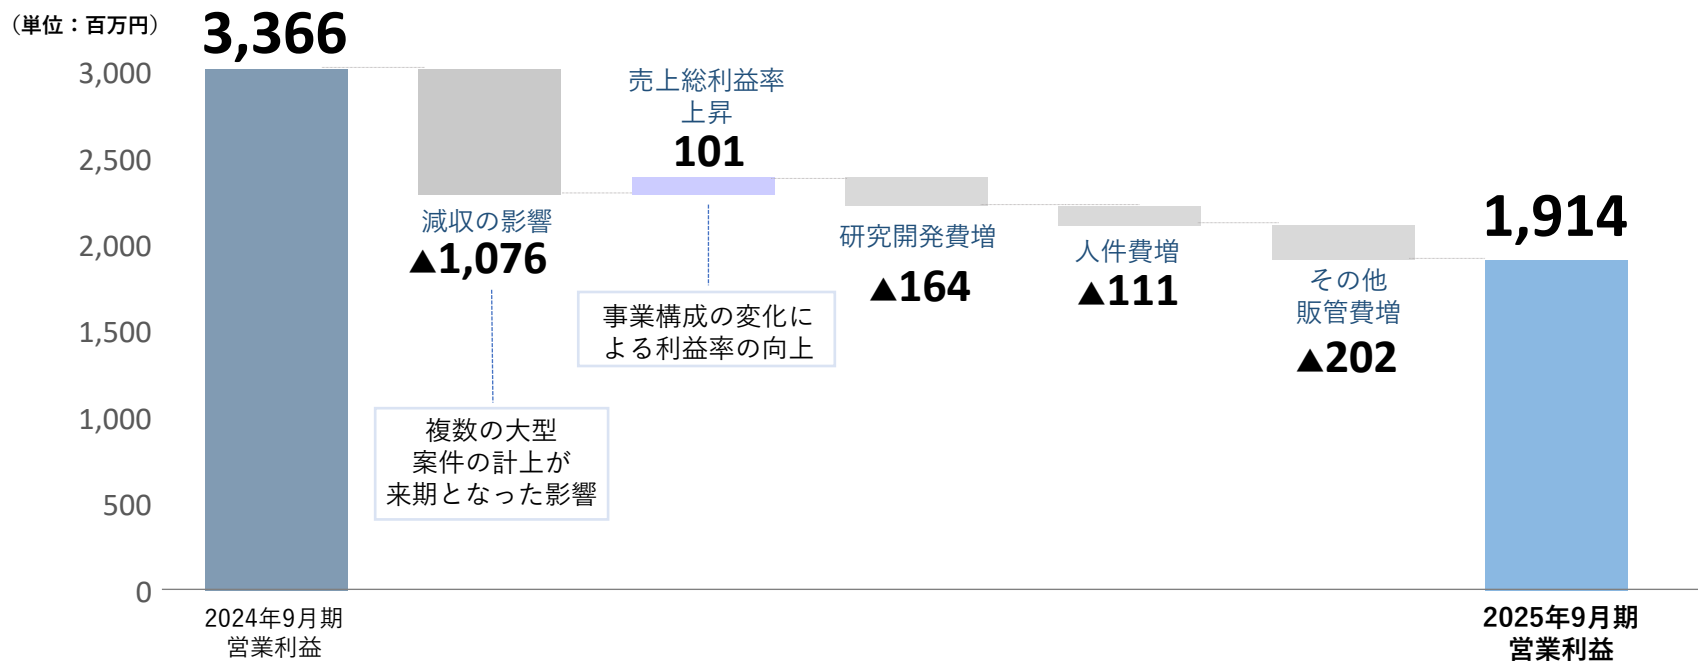 （単位：百万円）
3,366
3,000
2,500
2,000
1,500
1,000
500
0
減収の影響
▲1,076
複数の大型
案件の計上が
来期となった影響
売上総利益率
上昇
101
事業構成の変化に
よる利益率の向上
研究開発費増
▲164
人件費増
▲111
その他
販管費増
▲202
1,914
2024年9月期
営業利益
2025年9月期
営業利益